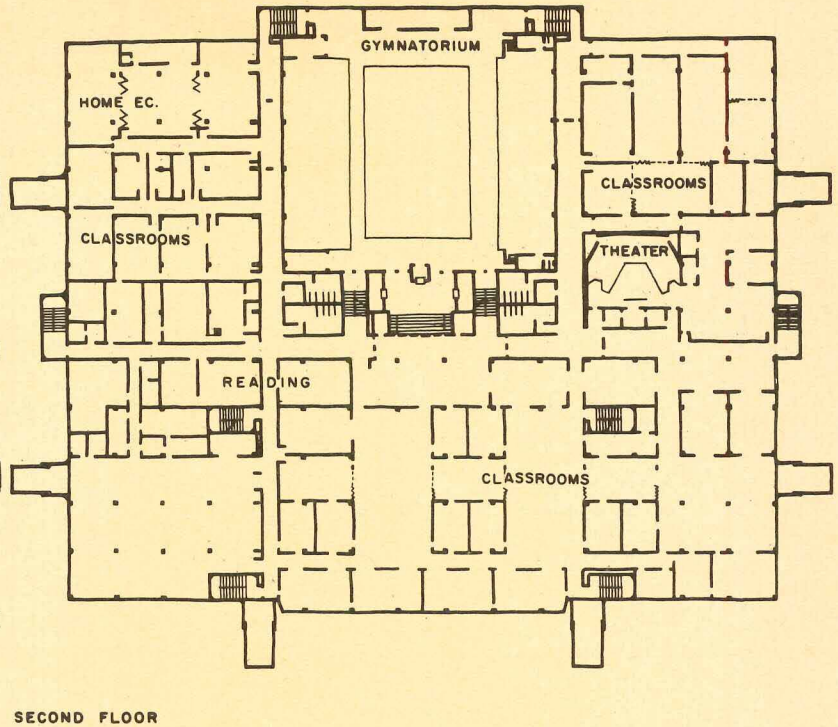 GYMNATORIUM
HOME EC.
CLASSROOMS
CLASSROOMS
THEATER
READING
CLASSROOMS
SECOND FLOOR